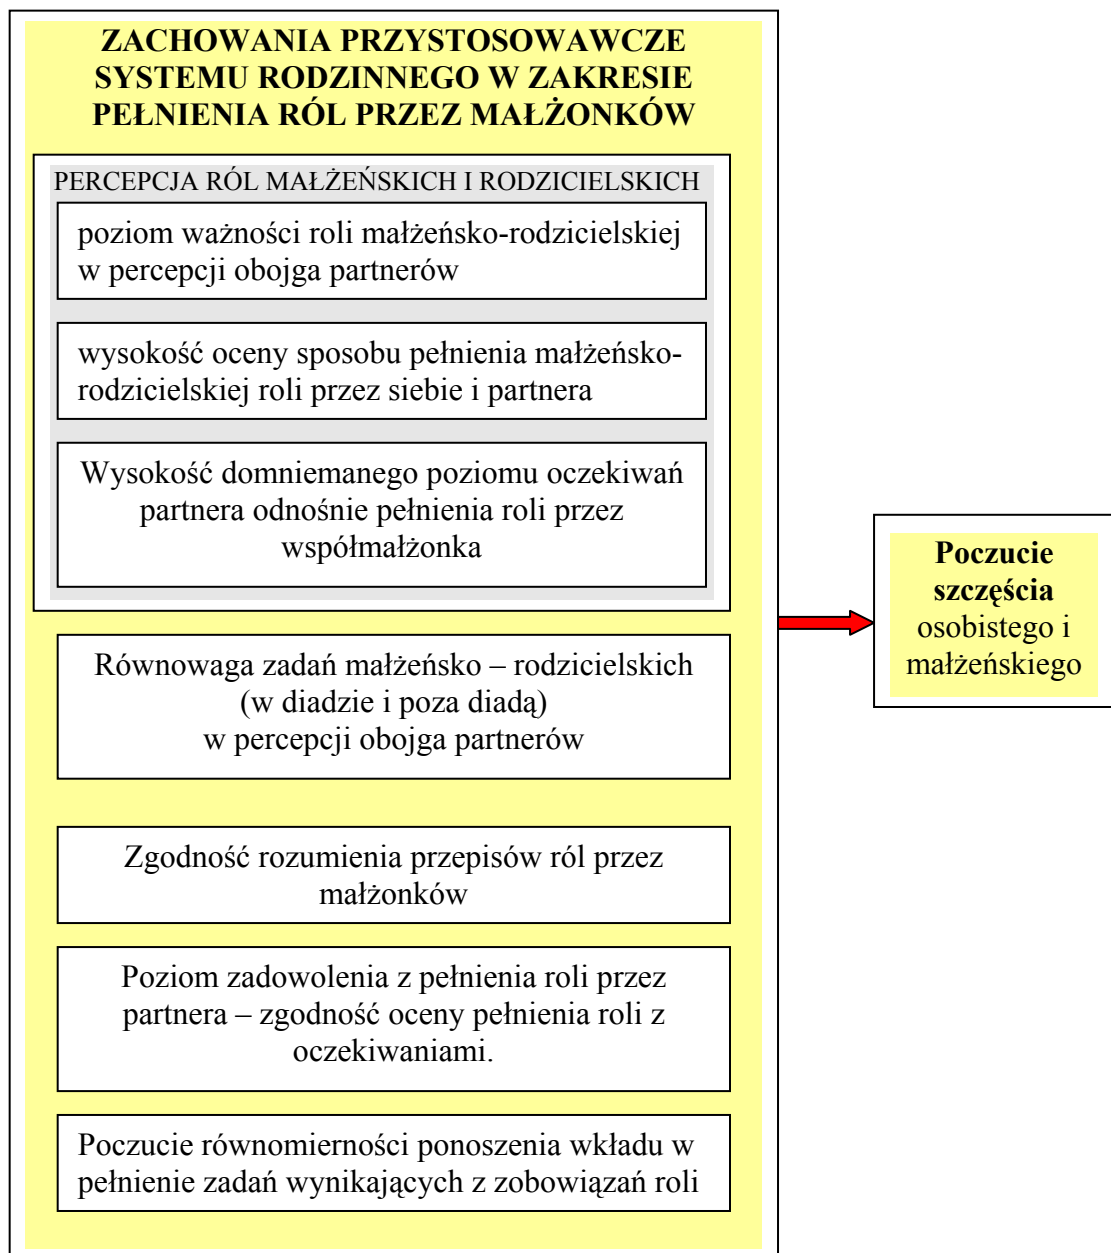 ZACHOWANIA PRZYSTOSOWAWCZE
SYSTEMU RODZINNEGO W ZAKRESIE
PEŁNIENIA RÓL PRZEZ MAŁŻONKÓW
PERCEPCJA RÓL MAŁŻEŃSKICH I RODZICIELSKICH
poziom ważności roli małżeńsko-rodzicielskiej
w percepcji obojga partnerów
wysokość oceny sposobu pełnienia małżeńsko-
rodzicielskiej roli przez siebie i partnera
Wysokość domniemanego poziomu oczekiwań
partnera odnośnie pełnienia roli przez
współmałżonka
Równowaga zadań małżeńsko – rodzicielskich
(w diadzie i poza diadą)
w percepcji obojga partnerów
Zgodność rozumienia przepisów ról przez
małżonków
Poziom zadowolenia z pełnienia roli przez
partnera – zgodność oceny pełnienia roli z
oczekiwaniami.
Poczucie równomierności ponoszenia wkładu w
pełnienie zadań wynikających z zobowiązań roli
Poczucie
szczęścia
osobistego i
małżeńskiego